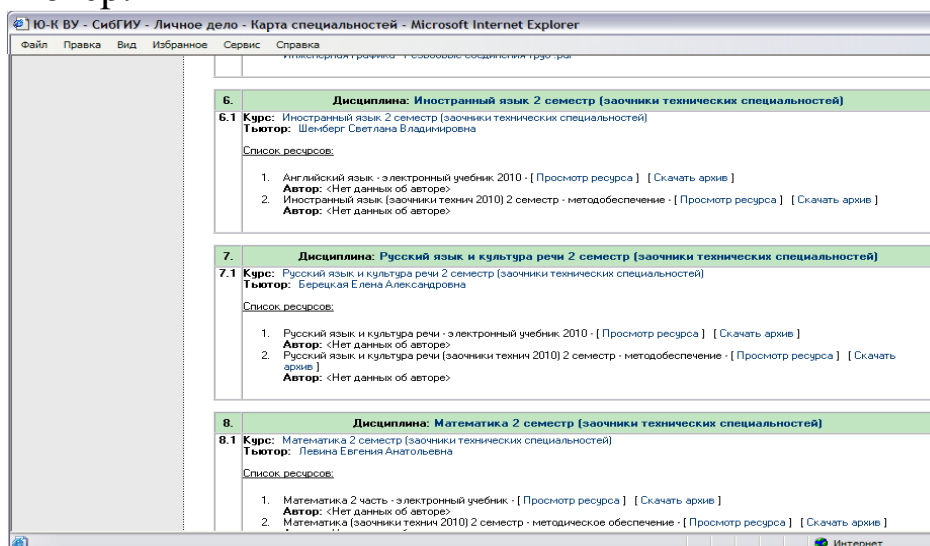 Ю-К ВУ - СибГИУ - Личное дело - Карта специальностей - Microsoft Internet Explorer
Файл Правка Вид Избранное Сервис Справка
6. Дисциплина: Иностранный язык 2 семестр (заочники технических специальностей)
6.1 Курс: Иностранный язык 2 семестр (заочники технических специальностей)
Тьютор: Шемберг Светлана Владимировна
Список ресурсов:
1. Английский язык - электронный учебник 2010 - [ Просмотр ресурса ] [ Скачать архив ]
Автор: <Нет данных об авторе>
2. Иностранный язык (заочники технич 2010) 2 семестр - методобеспечение - [ Просмотр ресурса ] [ Скачать архив ]
Автор: <Нет данных об авторе>
7. Дисциплина: Русский язык и культура речи 2 семестр (заочники технических специальностей)
7.1 Курс: Русский язык и культура речи 2 семестр (заочники технических специальностей)
Тьютор: Берецкая Елена Александровна
Список ресурсов:
1. Русский язык и культура речи - электронный учебник 2010 - [ Просмотр ресурса ] [ Скачать архив ]
Автор: <Нет данных об авторе>
2. Русский язык и культура речи (заочники технич 2010) 2 семестр - методобеспечение - [ Просмотр ресурса ] [ Скачать
архив ]
Автор: <Нет данных об авторе>
8. Дисциплина: Математика 2 семестр (заочники технических специальностей)
8.1 Курс: Математика 2 семестр (заочники технических специальностей)
Тьютор: Левина Евгения Анатольевна
Список ресурсов:
1. Математика 2 часть - электронный учебник - [ Просмотр ресурса ] [ Скачать архив ]
Автор: <Нет данных об авторе>
2. Математика (заочники технич 2010) 2 семестр - методическое обеспечение - [ Просмотр ресурса ] [ Скачать архив ]
Интернет